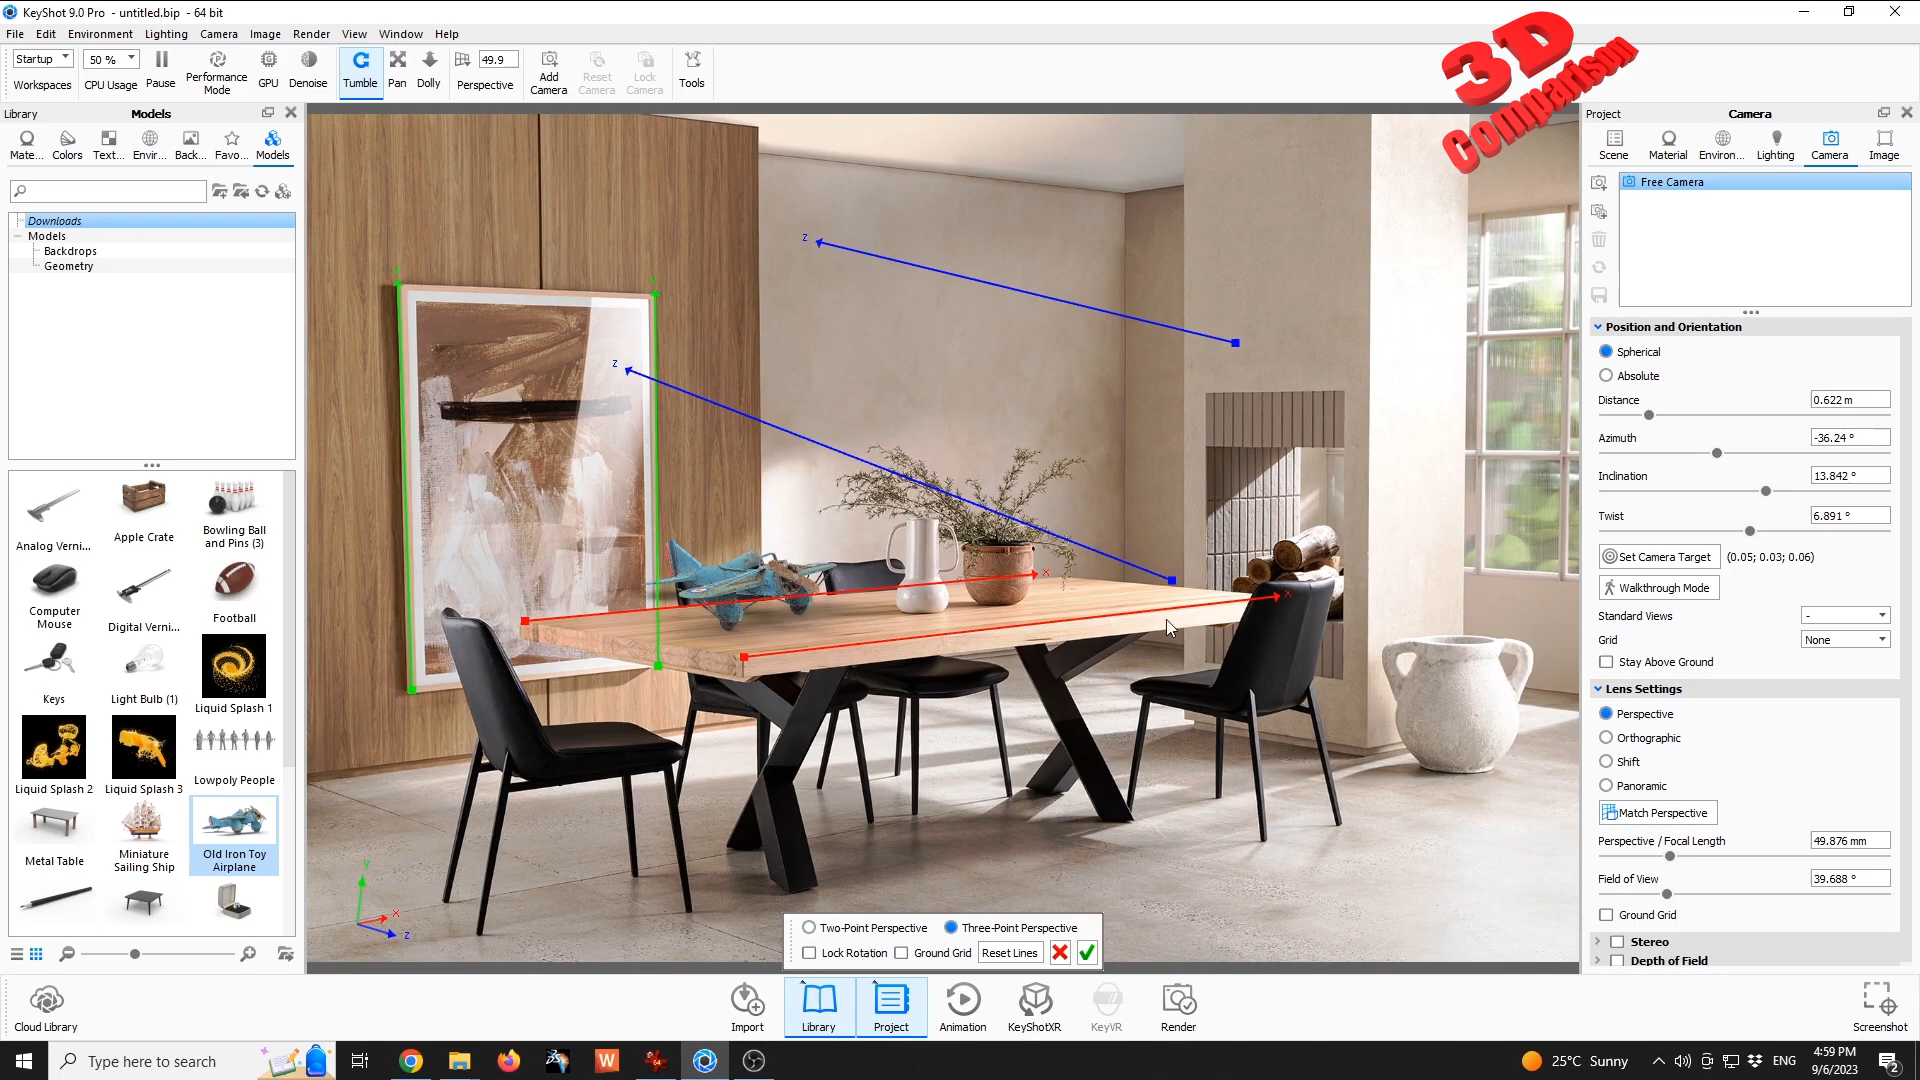 KeyShot 9.0 Pro - untitled.bip - 64 bit
File Edit Environment Lighting Camera Image Render View Window Help
3D
Comparison
Startup
50 %
49.9
Workspaces
CPU Usage
Pause
Performance
Mode
GPU
Denoise
Tumble
Pan
Dolly
Perspective
Add
Camera
Reset
Camera
Lock
Camera
Tools
Library
Models
Mate...
Colors
Text...
Envir...
Back...
Favo...
Models
Downloads
Models
Backdrops
Geometry
Analog Verni...
Apple Crate
Bowling Ball
and Pins (3)
Computer
Mouse
Digital Verni...
Football
Keys
Light Bulb (1)
Liquid Splash 1
Liquid Splash 2
Liquid Splash 3
Lowpoly People
Metal Table
Miniature
Sailing Ship
Old Iron Toy
Airplane
z
z
y
y
x
x
y
x
z
Two-Point Perspective
Three-Point Perspective
Lock Rotation
Ground Grid
Reset Lines
Project
Camera
Scene
Material
Environ...
Lighting
Camera
Image
Free Camera
Position and Orientation
Spherical
Absolute
Distance
0.622 m
Azimuth
-36.24 °
Inclination
13.842 °
Twist
6.891 °
Set Camera Target
(0.05; 0.03; 0.06)
Walkthrough Mode
Standard Views
-
Grid
None
Stay Above Ground
Lens Settings
Perspective
Orthographic
Shift
Panoramic
Match Perspective
Perspective / Focal Length
49.876 mm
Field of View
39.688 °
Ground Grid
Stereo
Depth of Field
Cloud Library
Import
Library
Project
Animation
KeyShotXR
KeyVR
Render
Screenshot
Type here to search
W
64
25°C Sunny
ENG
4:59 PM
9/6/2023
2